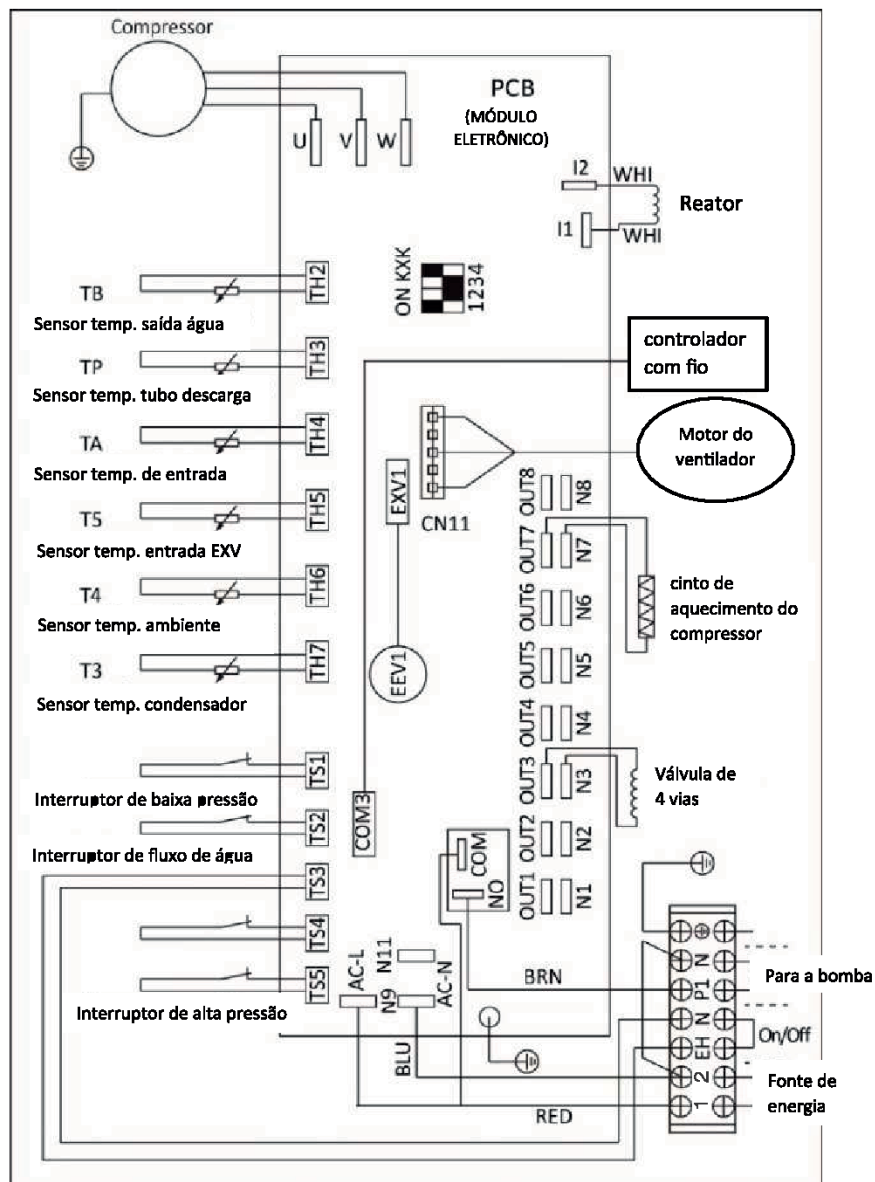 Compressor
PCB
(MÓDULO
ELETRÔNICO)
U
V
W
I2
WHI
Reator
I1
WHI
ON KXK
1234
TB
TH2
Sensor temp. saída água
TP
TH3
Sensor temp. tubo descarga
TA
TH4
Sensor temp. de entrada
T5
TH5
Sensor temp. entrada EXV
T4
TH6
Sensor temp. ambiente
T3
TH7
Sensor temp. condensador
controlador
com fio
Motor do
ventilador
EXV1
CN11
EEV1
OUT8
N8
OUT7
N7
OUT6
N6
cinto de
aquecimento do
compressor
OUT5
N5
OUT4
N4
OUT3
N3
Válvula de
4 vias
OUT2
N2
OUT1
N1
TS1
Interruptor de baixa pressão
TS2
Interruptor de fluxo de água
TS3
TS4
TS5
Interruptor de alta pressão
COM3
COM
NO
AC-L
N11
N9
AC-N
BRN
BLU
RED
N
P1
Para a bomba
N
EH
On/Off
2
1
Fonte de
energia